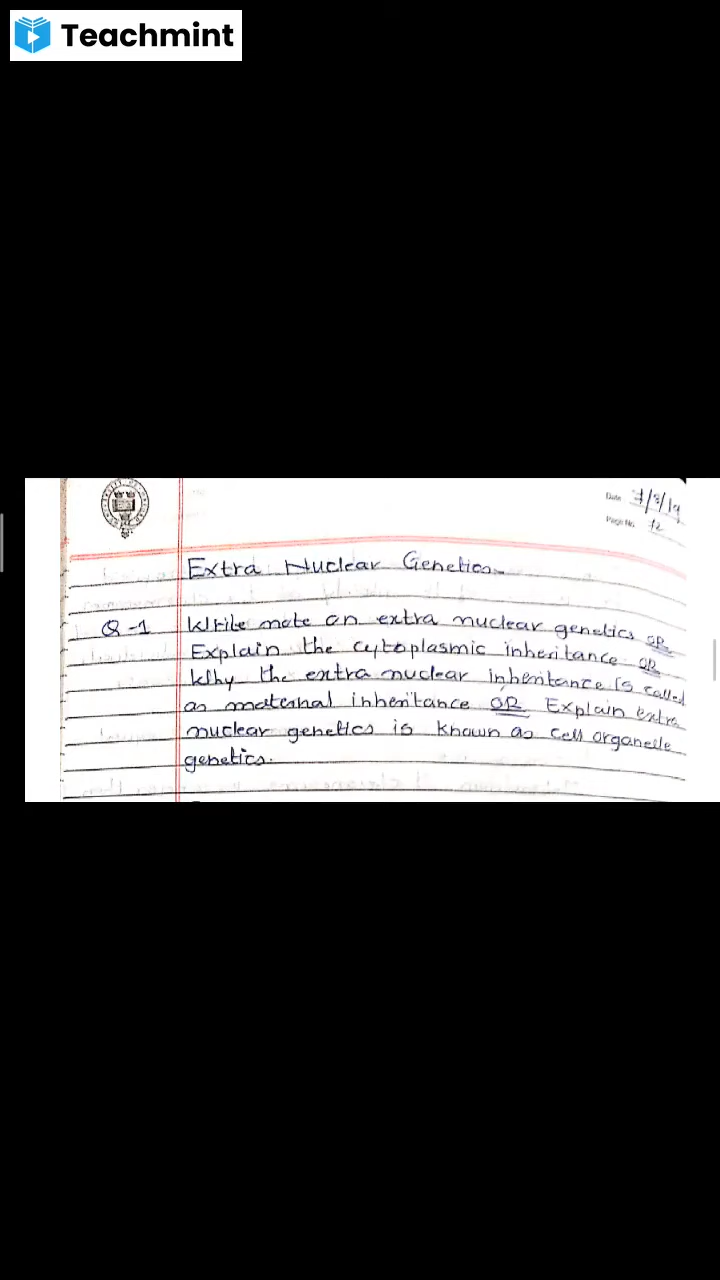 Teachmint
Date 7/8/19
Page No. 12
Extra Nuclear Genetics.
Q-1 Write note on extra nuclear genetics OR
Explain the cytoplasmic inheritance OR
Why the extra nuclear inheritance is called
as maternal inheritance OR Explain extra
nuclear genetics is known as cell organelle
genetics.